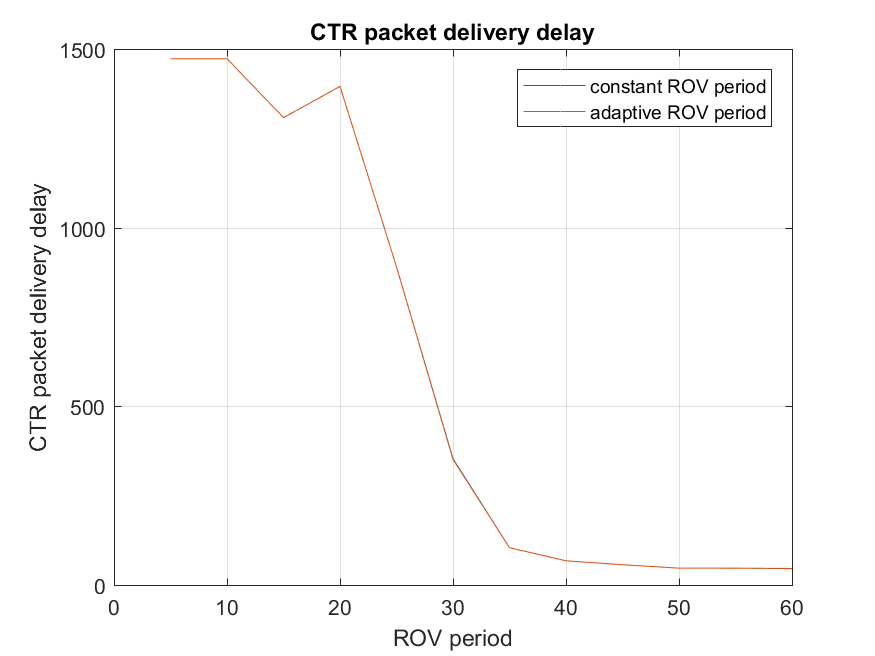 CTR packet delivery delay
1500
1000
500
0
CTR packet delivery delay
constant ROV period
adaptive ROV period
0 10 20 30 40 50 60
ROV period